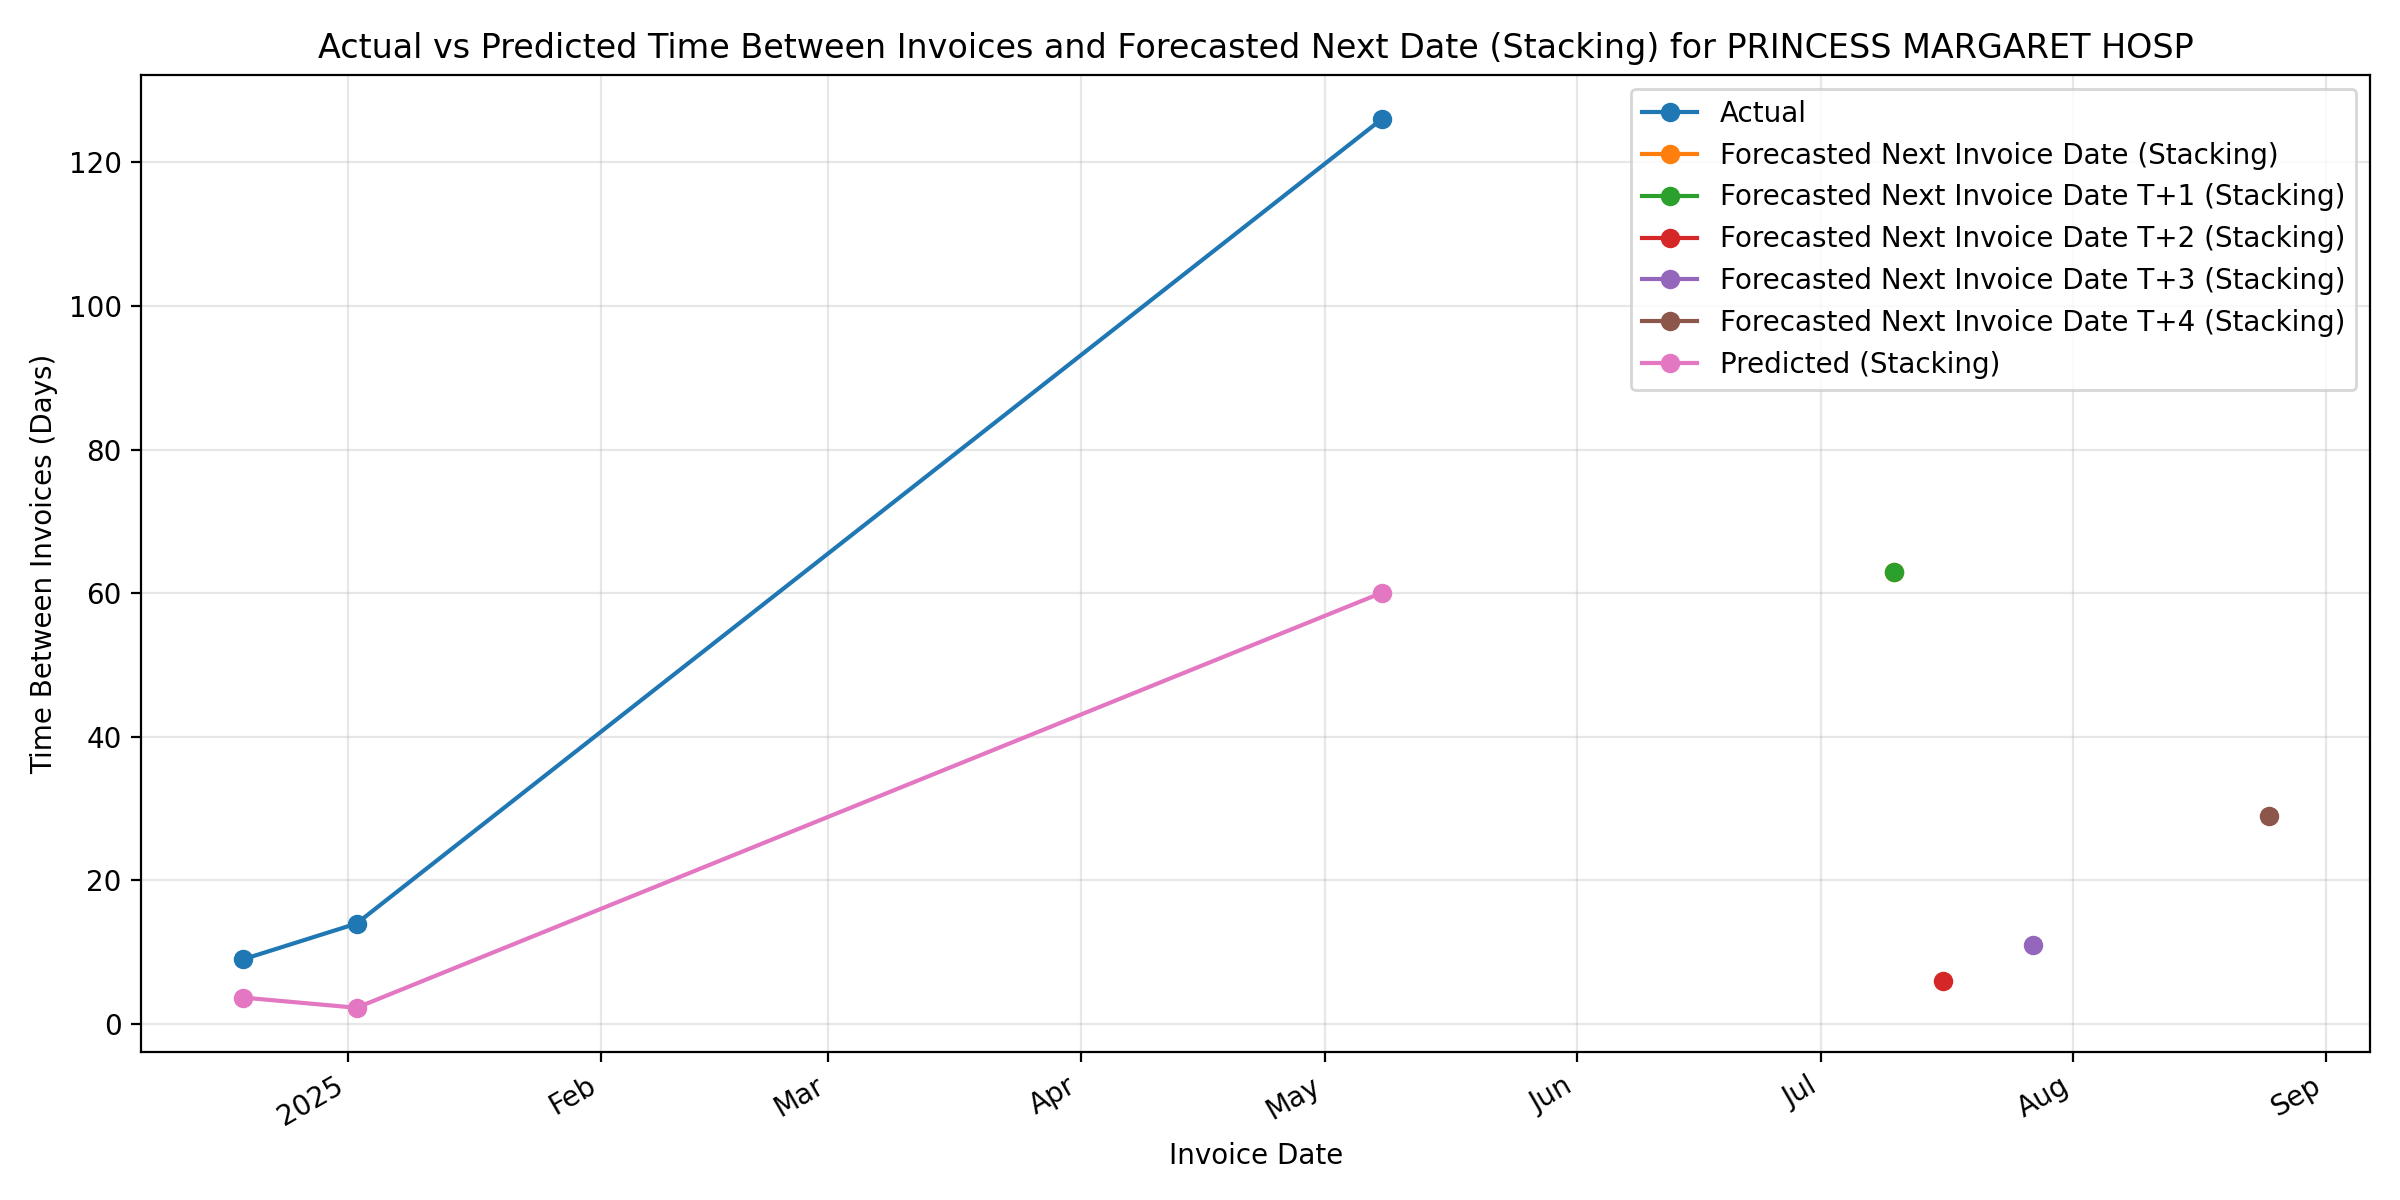 Actual vs Predicted Time Between Invoices and Forecasted Next Date (Stacking) for PRINCESS MARGARET HOSP
Actual
Forecasted Next Invoice Date (Stacking)
Forecasted Next Invoice Date T+1 (Stacking)
Forecasted Next Invoice Date T+2 (Stacking)
Forecasted Next Invoice Date T+3 (Stacking)
Forecasted Next Invoice Date T+4 (Stacking)
Predicted (Stacking)
Time Between Invoices (Days)
120
100
80
60
40
20
0
2025
Feb
Mar
Apr
May
Jun
Jul
Aug
Sep
Invoice Date